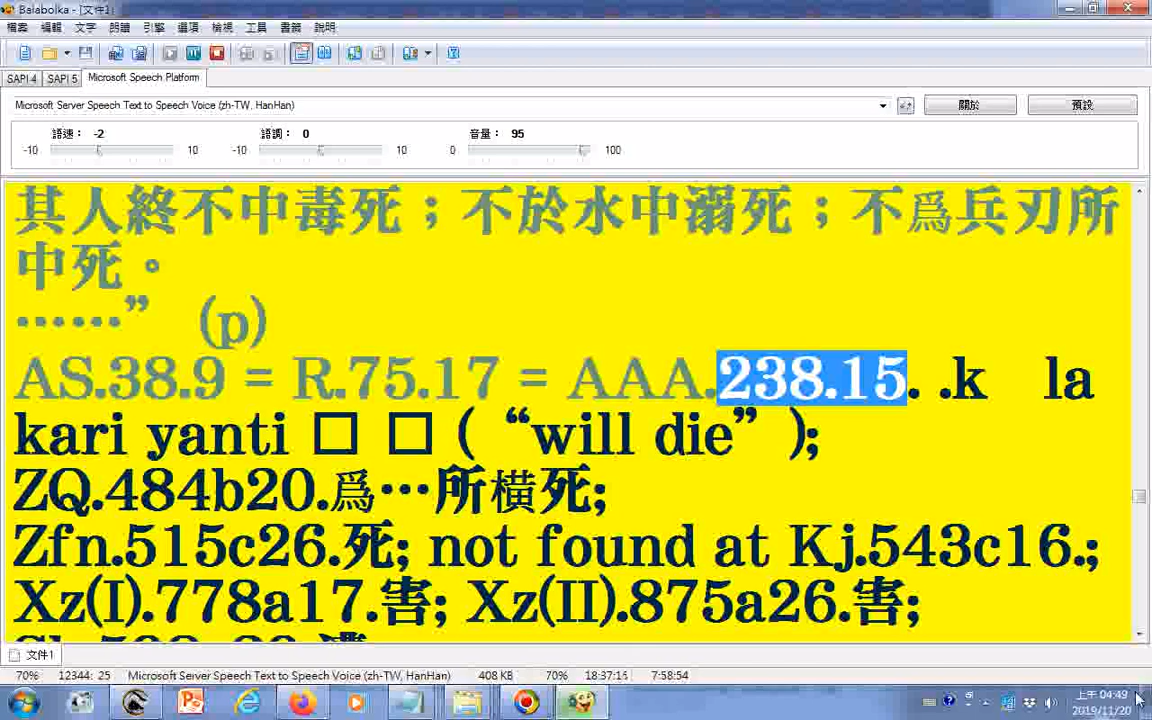 Balabolka - [文件1]
檔案 編輯 文字 朗讀 引擎 選項 檢視 工具 書籤 說明
SAPI 4 SAPI 5 Microsoft Speech Platform
Microsoft Server Speech Text to Speech Voice (zh-TW, HanHan) 關於 預設
語速： -2 語調： 0 音量： 95
-10 10 -10 10 0 100
其人終不中毒死；不於水中溺死；不爲兵刃所
中死。
……” (p)
AS.38.9 = R.75.17 = AAA.238.15. .k la
kari yanti □ □ ( “will die” );
ZQ.484b20.爲…所橫死;
Zfn.515c26.死; not found at Kj.543c16.;
Xz(I).778a17.害; Xz(II).875a26.害;
文件1
70% 12344: 25 Microsoft Server Speech Text to Speech Voice (zh-TW, HanHan) 408 KB 70% 18:37:15 7:58:54
上午 04:49
2019/11/20